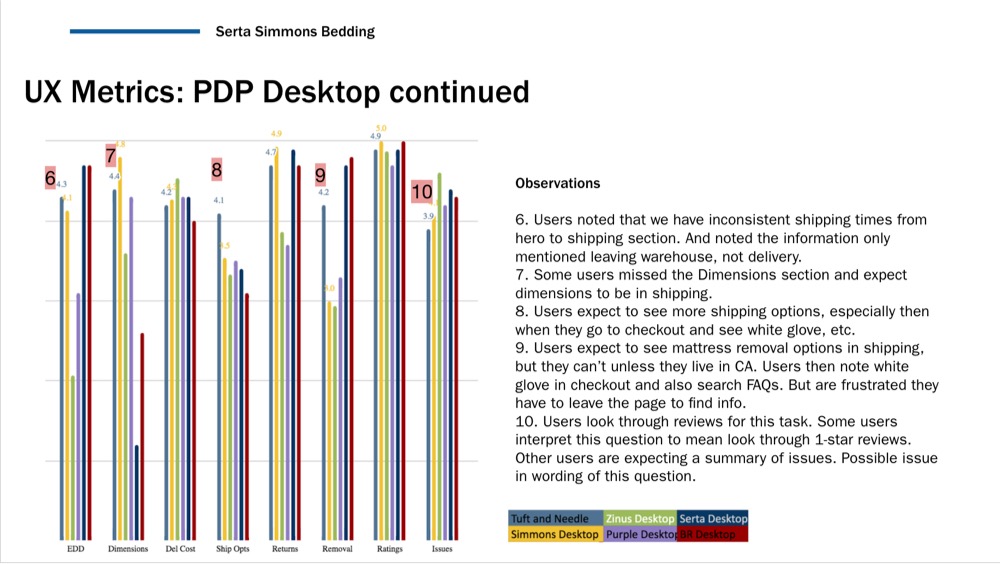 Serta Simmons Bedding
UX Metrics: PDP Desktop continued
6
4.3
4.1
7
4.8
4.4
4.2
8
4.1
4.5
4.9
4.7
9
4.2
4.0
5.0
4.9
10
3.9
EDD Dimensions Del Cost Ship Opts Returns Removal Ratings Issues
Observations
6. Users noted that we have inconsistent shipping times from
hero to shipping section. And noted the information only
mentioned leaving warehouse, not delivery.
7. Some users missed the Dimensions section and expect
dimensions to be in shipping.
8. Users expect to see more shipping options, especially then
when they go to checkout and see white glove, etc.
9. Users expect to see mattress removal options in shipping,
but they can't unless they live in CA. Users then note white
glove in checkout and also search FAQs. But are frustrated they
have to leave the page to find info.
10. Users look through reviews for this task. Some users
interpret this question to mean look through 1-star reviews.
Other users are expecting a summary of issues. Possible issue
in wording of this question.
Tuft and Needle Zinus Desktop Serta Desktop
Simmons Desktop Purple Desktop BR Desktop